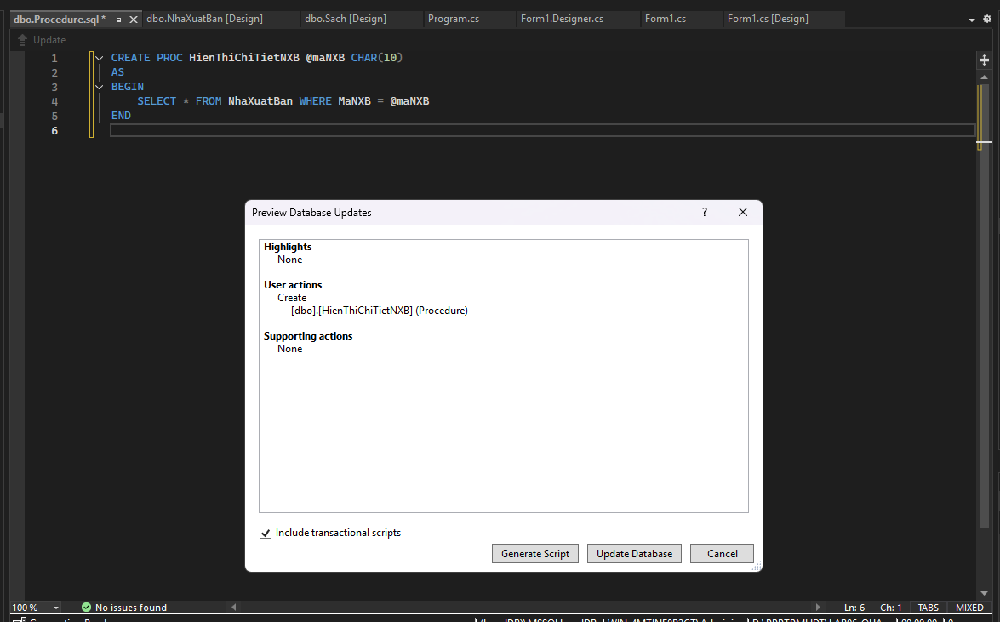 dbo.Procedure.sql*
dbo.NhaXuatBan [Design]
dbo.Sach [Design]
Program.cs
Form1.Designer.cs
Form1.cs
Form1.cs [Design]
Update
1 CREATE PROC HienThiChiTietNXB @maNXB CHAR(10)
2 AS
3 BEGIN
4 SELECT * FROM NhaXuatBan WHERE MaNXB = @maNXB
5 END
6
Preview Database Updates ?
Highlights
None
User actions
Create
[dbo].[HienThiChiTietNXB] (Procedure)
Supporting actions
None
Include transactional scripts
Generate Script
Update Database
Cancel
100 %
No issues found
Ln: 6
Ch: 1
TABS
MIXED